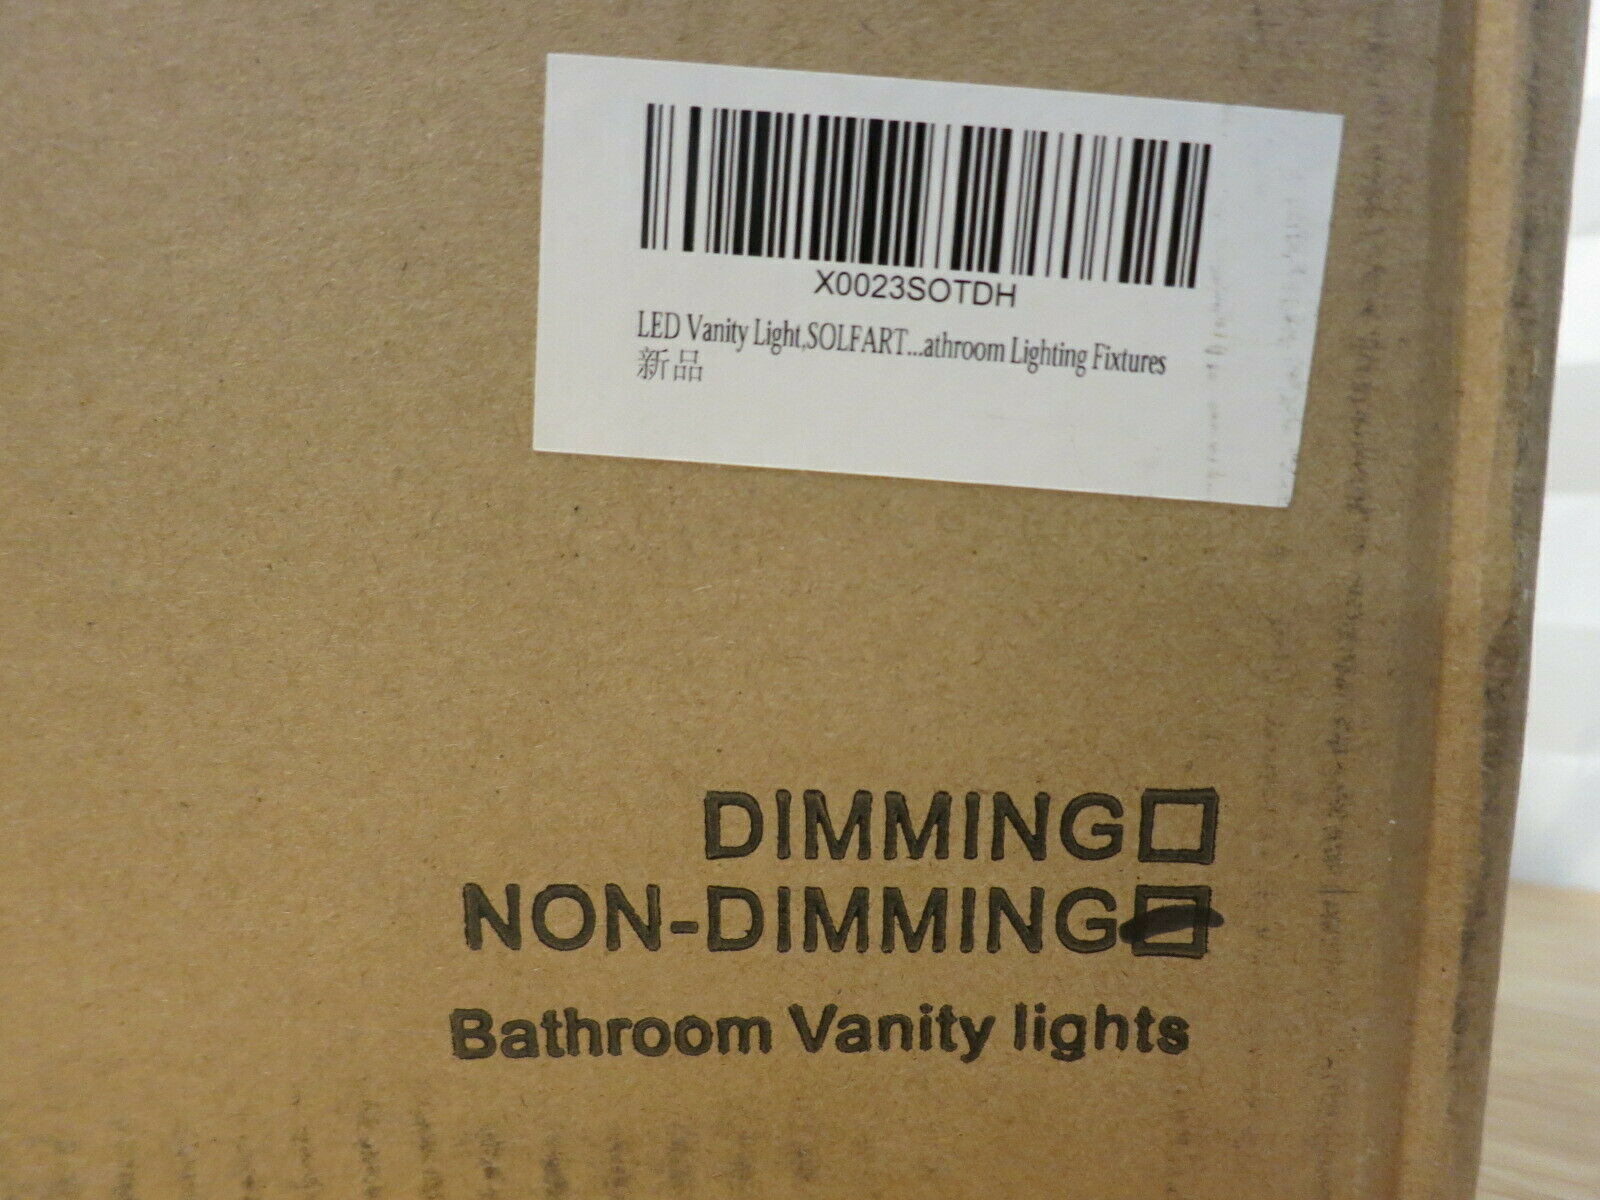 X0023SOTDH
LED Vanity Light,SOLFART...athroom Lighting Fixtures
新品
DIMMING
NON-DIMMING
Bathroom Vanity lights